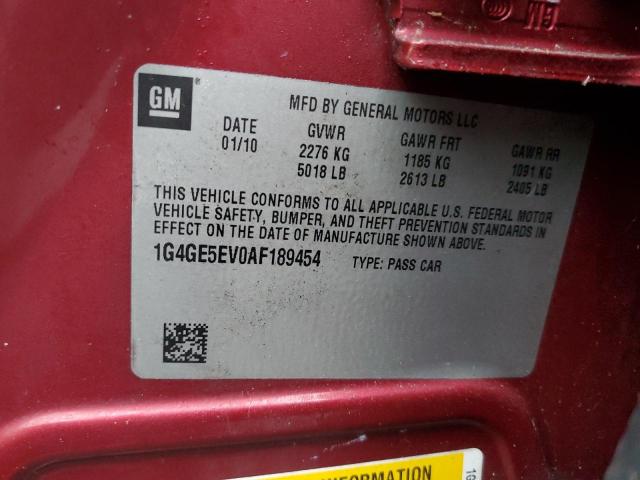 GM
MFD BY GENERAL MOTORS LLC
DATE GVWR GAWR FRT GAWR RR
01/10 2276 KG 1185 KG 1091 KG
5018 LB 2613 LB 2405 LB
THIS VEHICLE CONFORMS TO ALL APPLICABLE U.S. FEDERAL MOTOR
VEHICLE SAFETY, BUMPER, AND THEFT PREVENTION STANDARDS IN
EFFECT ON THE DATE OF MANUFACTURE SHOWN ABOVE.
1G4GE5EV0AF189454 TYPE: PASS CAR
INFORMATION